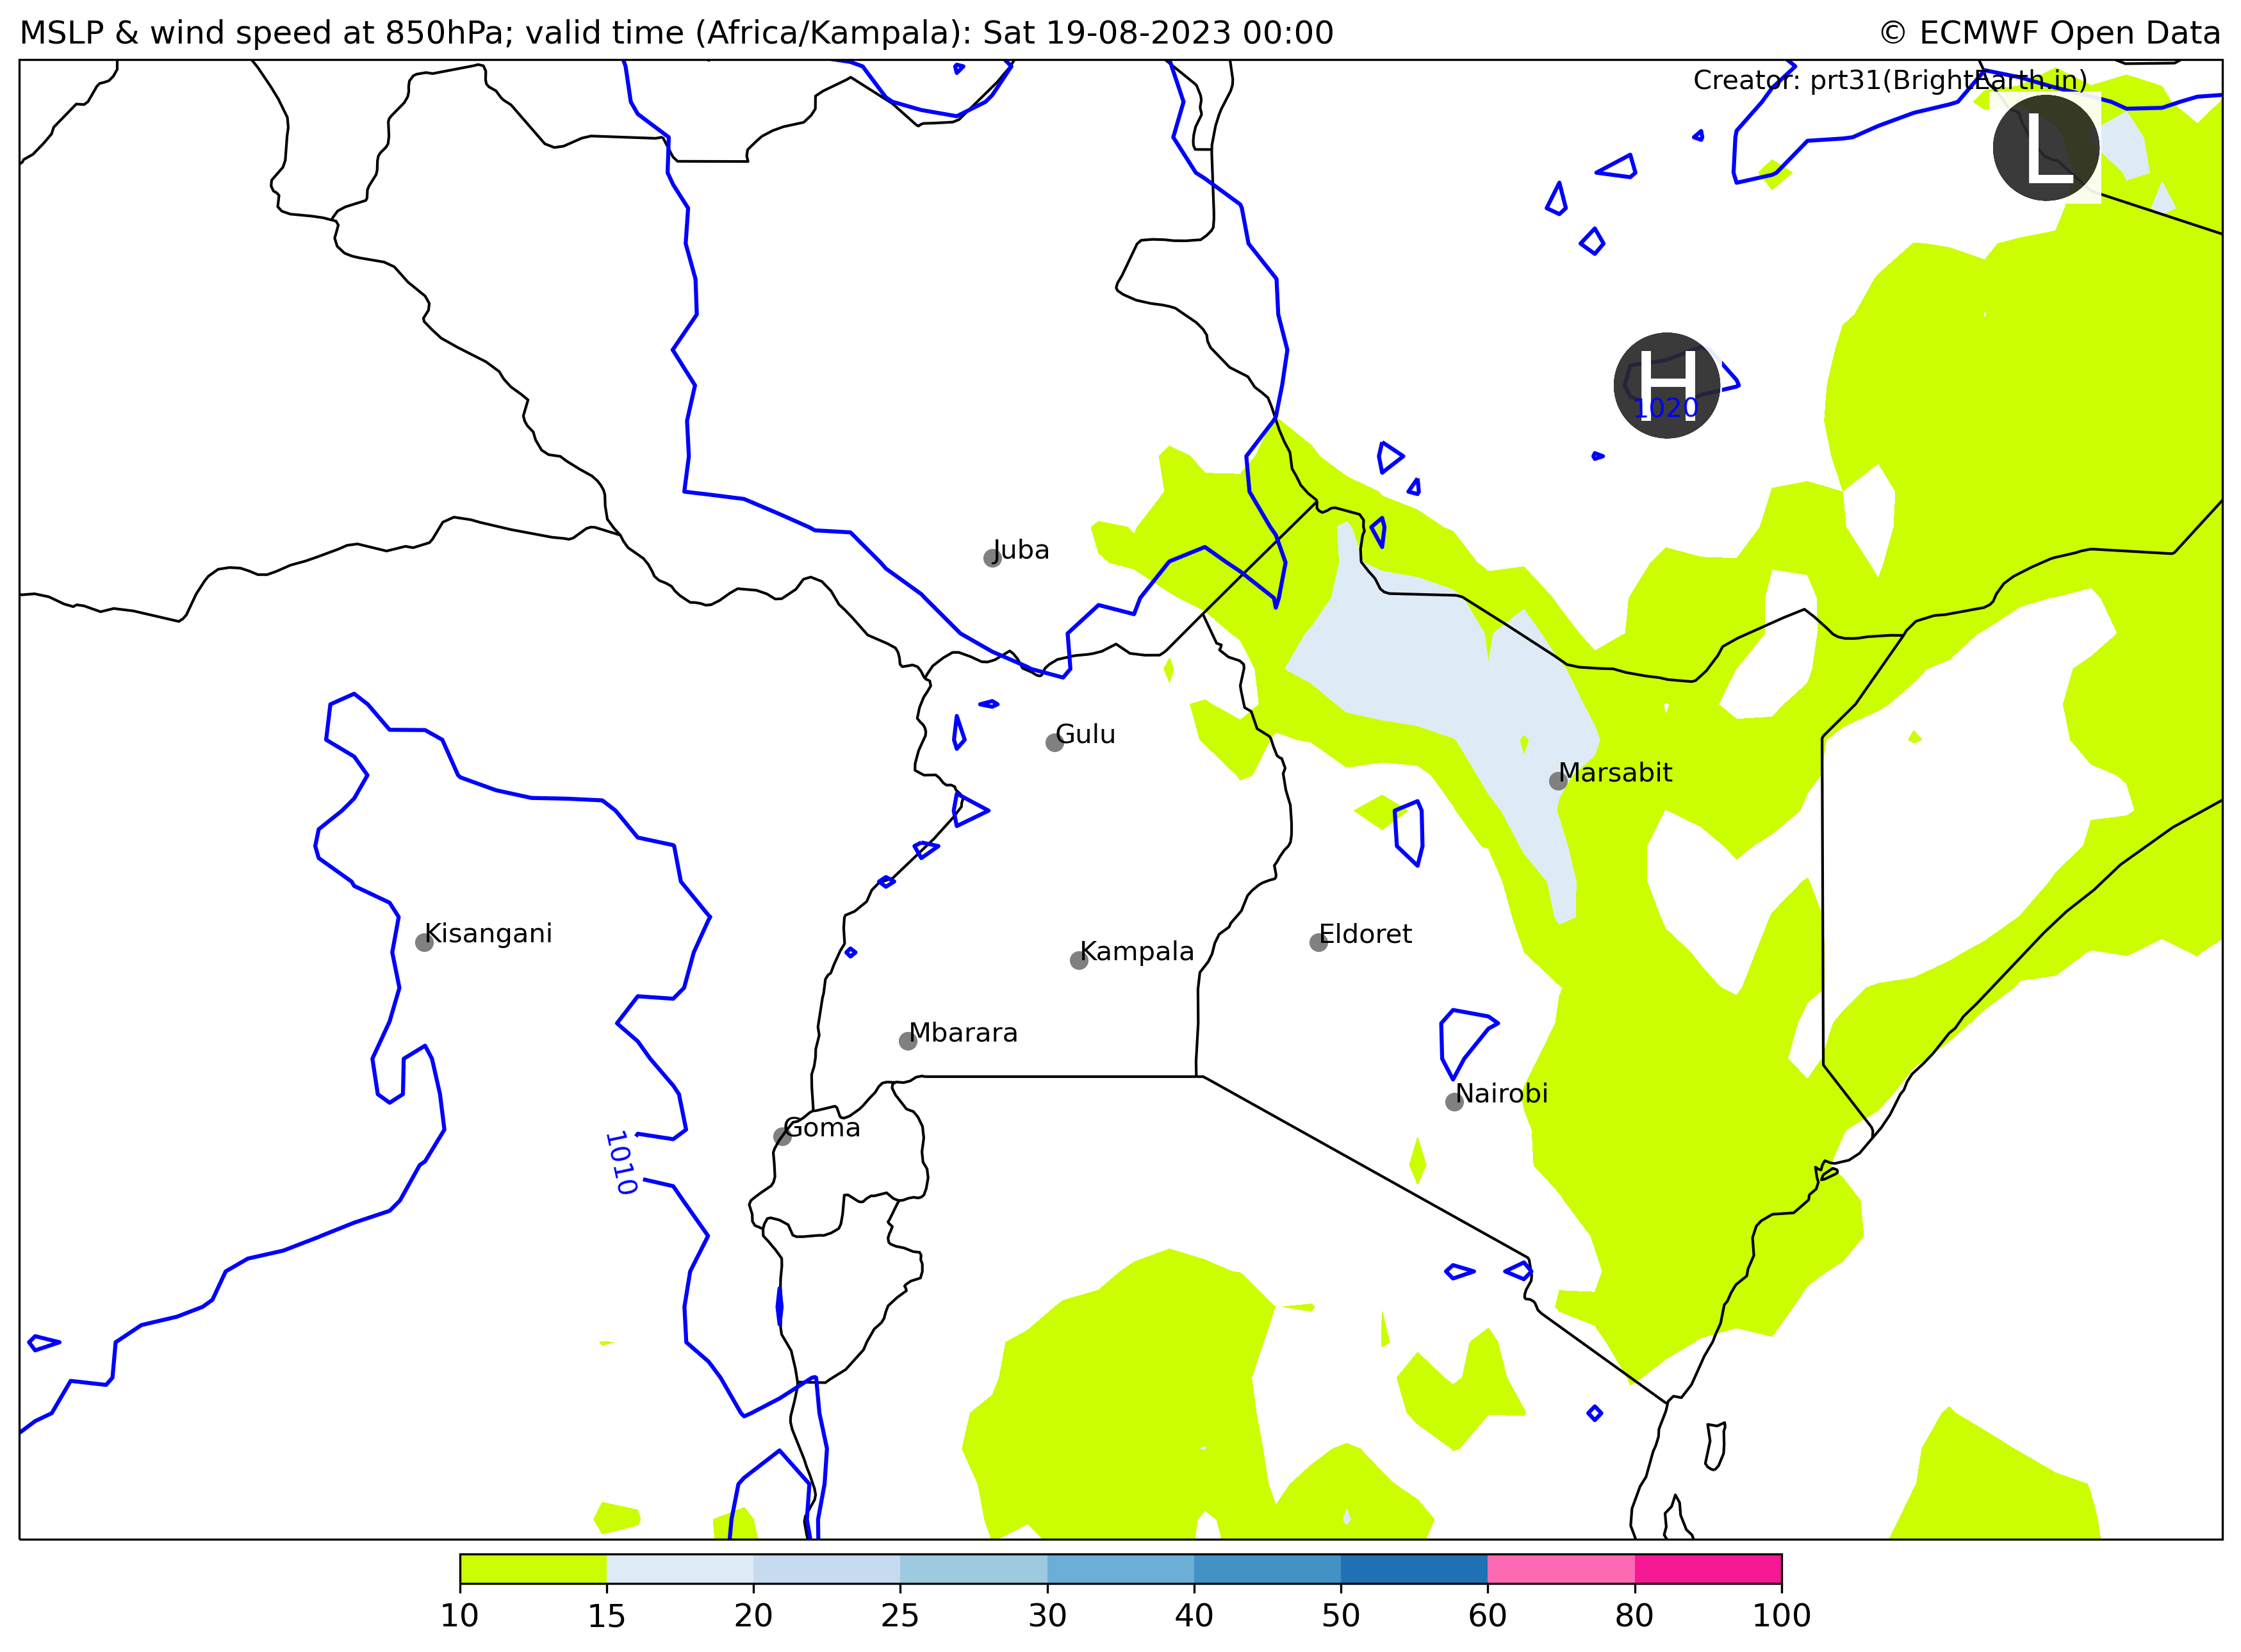 MSLP & wind speed at 850hPa; valid time (Africa/Kampala): Sat 19-08-2023 00:00
© ECMWF Open Data
Creator: prt31(BrightEarth.in)
L
H
1020
Juba
Gulu
Marsabit
Kisangani
Eldoret
Kampala
Mbarara
Nairobi
Goma
1010
10 15 20 25 30 40 50 60 80 100